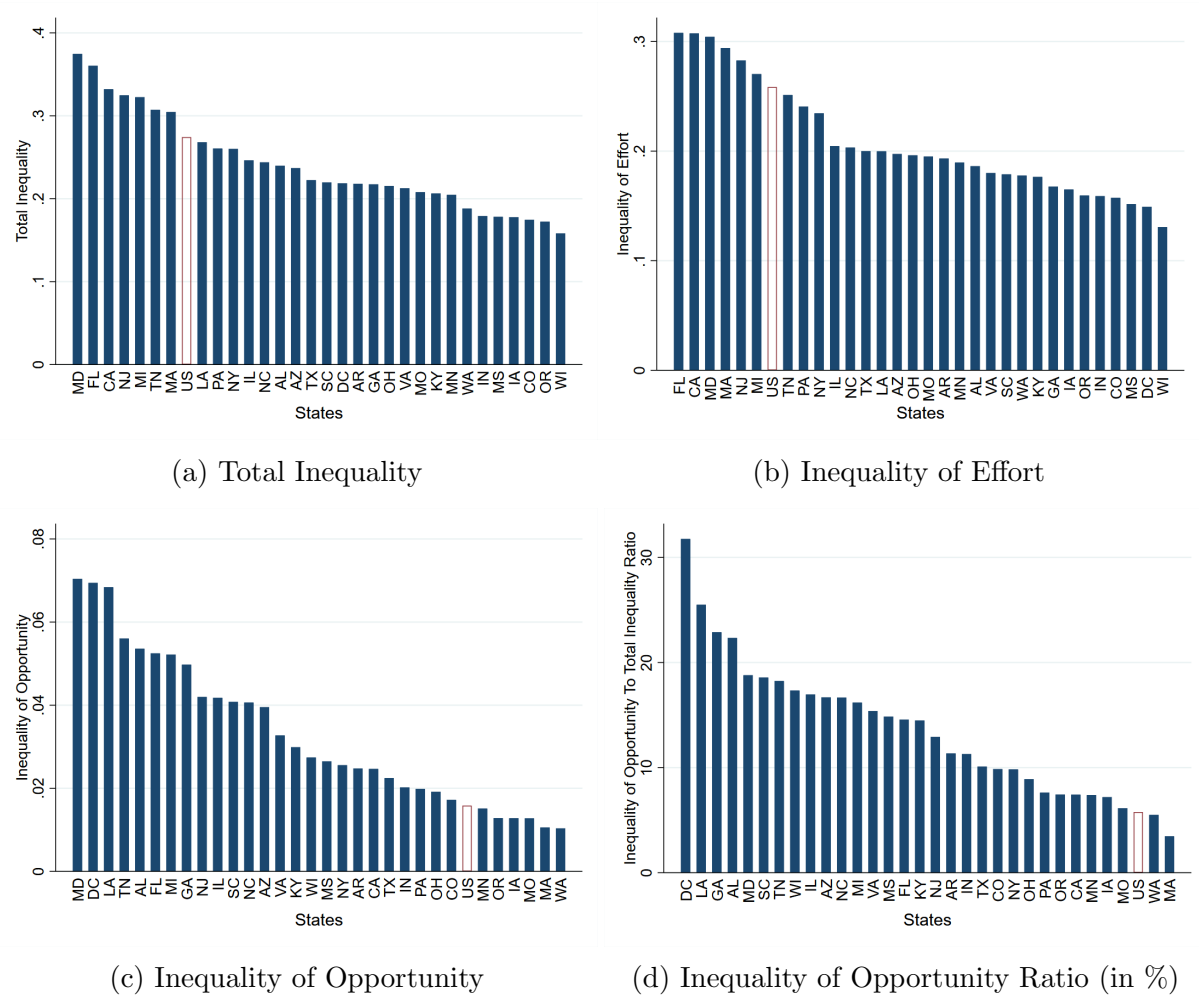 Total Inequality
.4
.3
.2
.1
0
MD FL CA NJ MI TN MA US LA PA NY IL NC AL AZ TX SC DC AR GA OH VA MO KY MN WA IN MS IA CO OR WI
States
(a) Total Inequality
Inequality of Effort
.3
.2
.1
0
FL CA MD MA NJ MI US TN PA NY IL NC TX LA AZ OH MO AR MN AL VA SC WA KY GA IA OR IN CO MS DC WI
States
(b) Inequality of Effort
Inequality of Opportunity
.08
.06
.04
.02
0
MD DC LA TN AL FL MI GA NJ IL SC NC AZ VA KY WI MS NY AR CA TX IN PA OH CO US MN OR IA MO MA WA
States
(c) Inequality of Opportunity
Inequality of Opportunity To Total Inequality Ratio
30
20
10
0
DC LA GA AL MD SC TN WI IL AZ NC MI VA MS FL KY NJ AR IN TX CO NY OH PA OR CA MN IA MO US WA MA
States
(d) Inequality of Opportunity Ratio (in %)